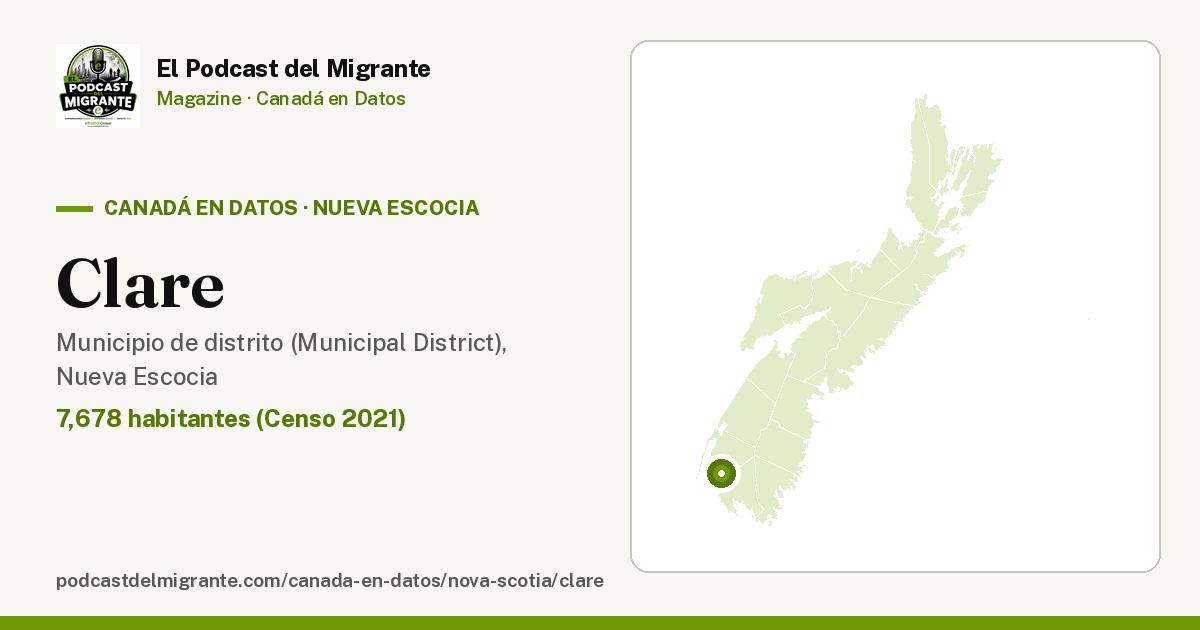 EL
PODCAST
DEL
MIGRANTE
El Podcast del Migrante
Magazine · Canadá en Datos
CANADÁ EN DATOS · NUEVA ESCOCIA
Clare
Municipio de distrito (Municipal District),
Nueva Escocia
7,678 habitantes (Censo 2021)
podcastdelmigrante.com/canada-en-datos/nova-scotia/clare